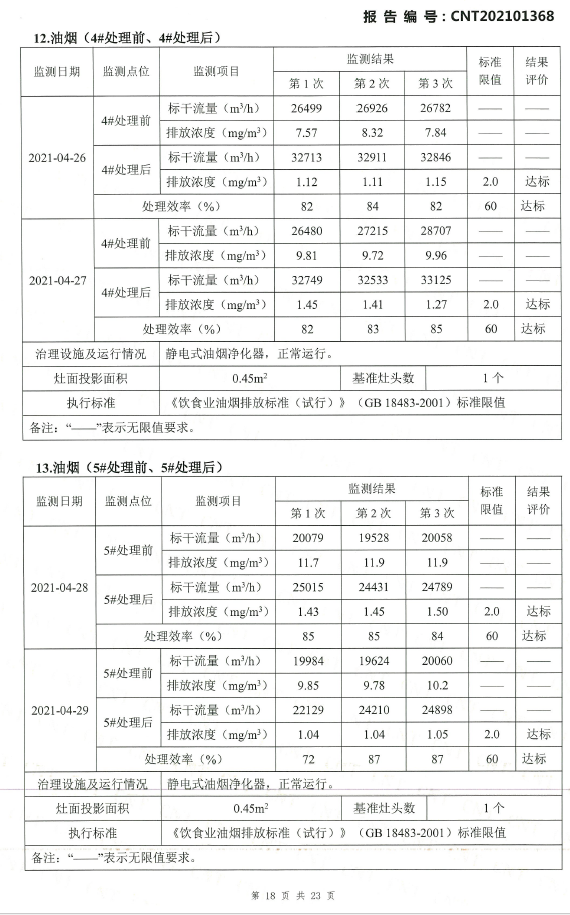 报告编号:CNT202101368
12.油烟（4#处理前、4#处理后）
监测日期 监测点位 监测项目 监测结果 标准限值 结果评价
第1次 第2次 第3次
2021-04-26 4#处理前 标干流量（m³/h） 26499 26926 26782 —— ——
排放浓度（mg/m³） 7.57 8.32 7.84 —— ——
4#处理后 标干流量（m³/h） 32713 32911 32846 —— ——
排放浓度（mg/m³） 1.12 1.11 1.15 2.0 达标
处理效率（%） 82 84 82 60 达标
2021-04-27 4#处理前 标干流量（m³/h） 26480 27215 28707 —— ——
排放浓度（mg/m³） 9.81 9.72 9.96 —— ——
4#处理后 标干流量（m³/h） 32749 32533 33125 —— ——
排放浓度（mg/m³） 1.45 1.41 1.27 2.0 达标
处理效率（%） 82 83 85 60 达标
治理设施及运行情况 静电式油烟净化器，正常运行。
灶面投影面积 0.45m² 基准灶头数 1个
执行标准 《饮食业油烟排放标准（试行）》（GB 18483-2001）标准限值
备注：“——”表示无限值要求。
13.油烟（5#处理前、5#处理后）
监测日期 监测点位 监测项目 监测结果 标准限值 结果评价
第1次 第2次 第3次
2021-04-28 5#处理前 标干流量（m³/h） 20079 19528 20058 —— ——
排放浓度（mg/m³） 11.7 11.9 11.9 —— ——
5#处理后 标干流量（m³/h） 25015 24431 24789 —— ——
排放浓度（mg/m³） 1.43 1.45 1.50 2.0 达标
处理效率（%） 85 85 84 60 达标
2021-04-29 5#处理前 标干流量（m³/h） 19984 19624 20060 —— ——
排放浓度（mg/m³） 9.85 9.78 10.2 —— ——
5#处理后 标干流量（m³/h） 22129 24210 24898 —— ——
排放浓度（mg/m³） 1.04 1.04 1.05 2.0 达标
处理效率（%） 72 87 87 60 达标
治理设施及运行情况 静电式油烟净化器，正常运行。
灶面投影面积 0.45m² 基准灶头数 1个
执行标准 《饮食业油烟排放标准（试行）》（GB 18483-2001）标准限值
备注：“——”表示无限值要求。
第 18 页 共 23 页